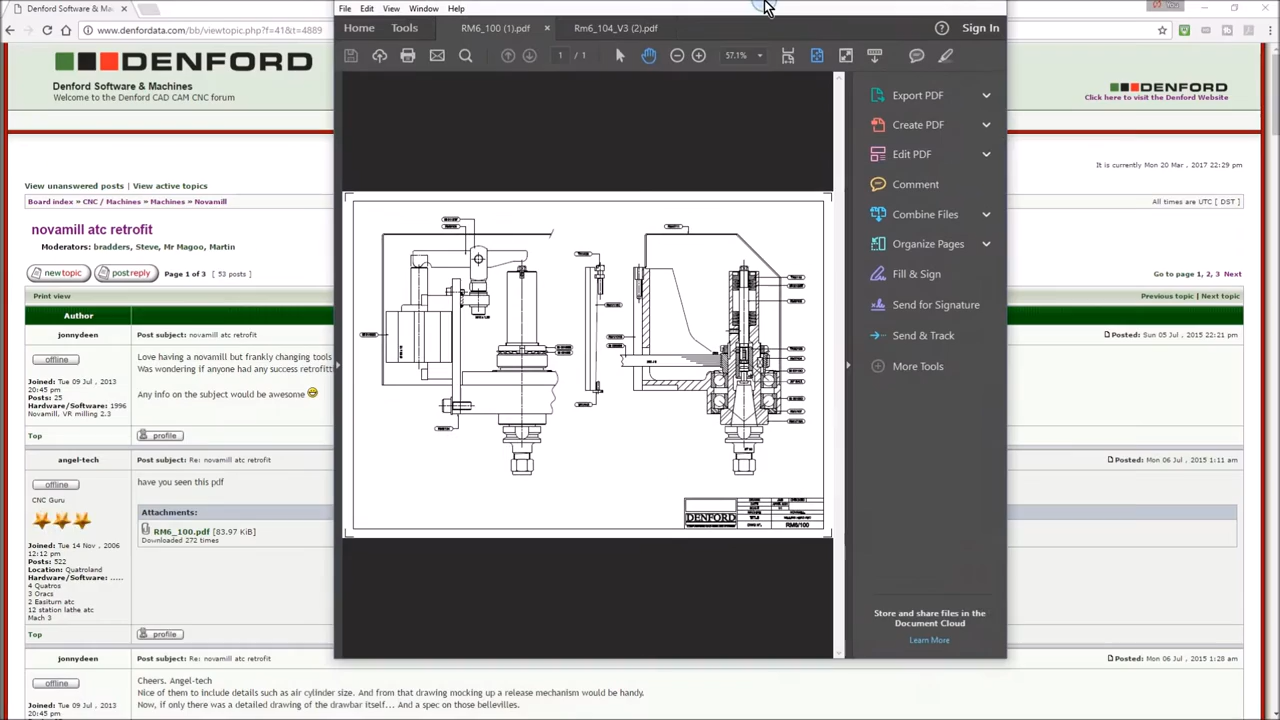 Denford Software & Ma
www.denfordata.com/bb/viewtopic.php?f=41&t=4889
DENFORD
Denford Software & Machines
Welcome to the Denford CAD CAM CNC forum
DENFORD
Click here to visit the Denford Website
It is currently Mon 20 Mar , 2017 22:29 pm
View unanswered posts | View active topics
Board index » CNC / Machines » Machines » Novamill
All times are UTC [ DST ]
novamill atc retrofit
Moderators: bradders, Steve, Mr Magoo, Martin
newtopic
postreply
Page 1 of 3 [ 53 posts ]
Go to page 1, 2, 3 Next
Print view
Previous topic | Next topic
Author
jonnydeen
Post subject: novamill atc retrofit
Posted: Sun 05 Jul , 2015 22:21 pm
offline
Joined: Tue 09 Jul , 2013
20:45 pm
Posts: 25
Hardware/Software: 1996
Novamill, VR milling 2.3
Love having a novamill but frankly changing tools
Was wondering if anyone had any success retrofitt
Any info on the subject would be awesome
Top
profile
angel-tech
Post subject: Re: novamill atc retrofit
Posted: Mon 06 Jul , 2015 1:11 am
offline
CNC Guru
Joined: Tue 14 Nov , 2006
12:12 pm
Posts: 522
Location: Quatroland
Hardware/Software: .....
4 Quatros
3 Oracs
2 Easiturn atc
12 station lathe atc
Mach 3
have you seen this pdf
Attachments:
RM6_100.pdf [83.97 KiB]
Downloaded 272 times
Top
profile
jonnydeen
Post subject: Re: novamill atc retrofit
Posted: Mon 06 Jul , 2015 1:28 am
offline
Joined: Tue 09 Jul , 2013
20:45 pm
Cheers. Angel-tech
Nice of them to include details such as air cylinder size. And from that drawing mocking up a release mechanism would be handy.
Now, if only there was a detailed drawing of the drawbar itself... And a spec on those bellevilles.
File Edit View Window Help
Home Tools RM6_100 (1).pdf Rm6_104_V3 (2).pdf Sign In
1 / 1 57.1%
Export PDF
Create PDF
Edit PDF
Comment
Combine Files
Organize Pages
Fill & Sign
Send for Signature
Send & Track
More Tools
Store and share files in the
Document Cloud
Learn More
DENFORD
RM6/100